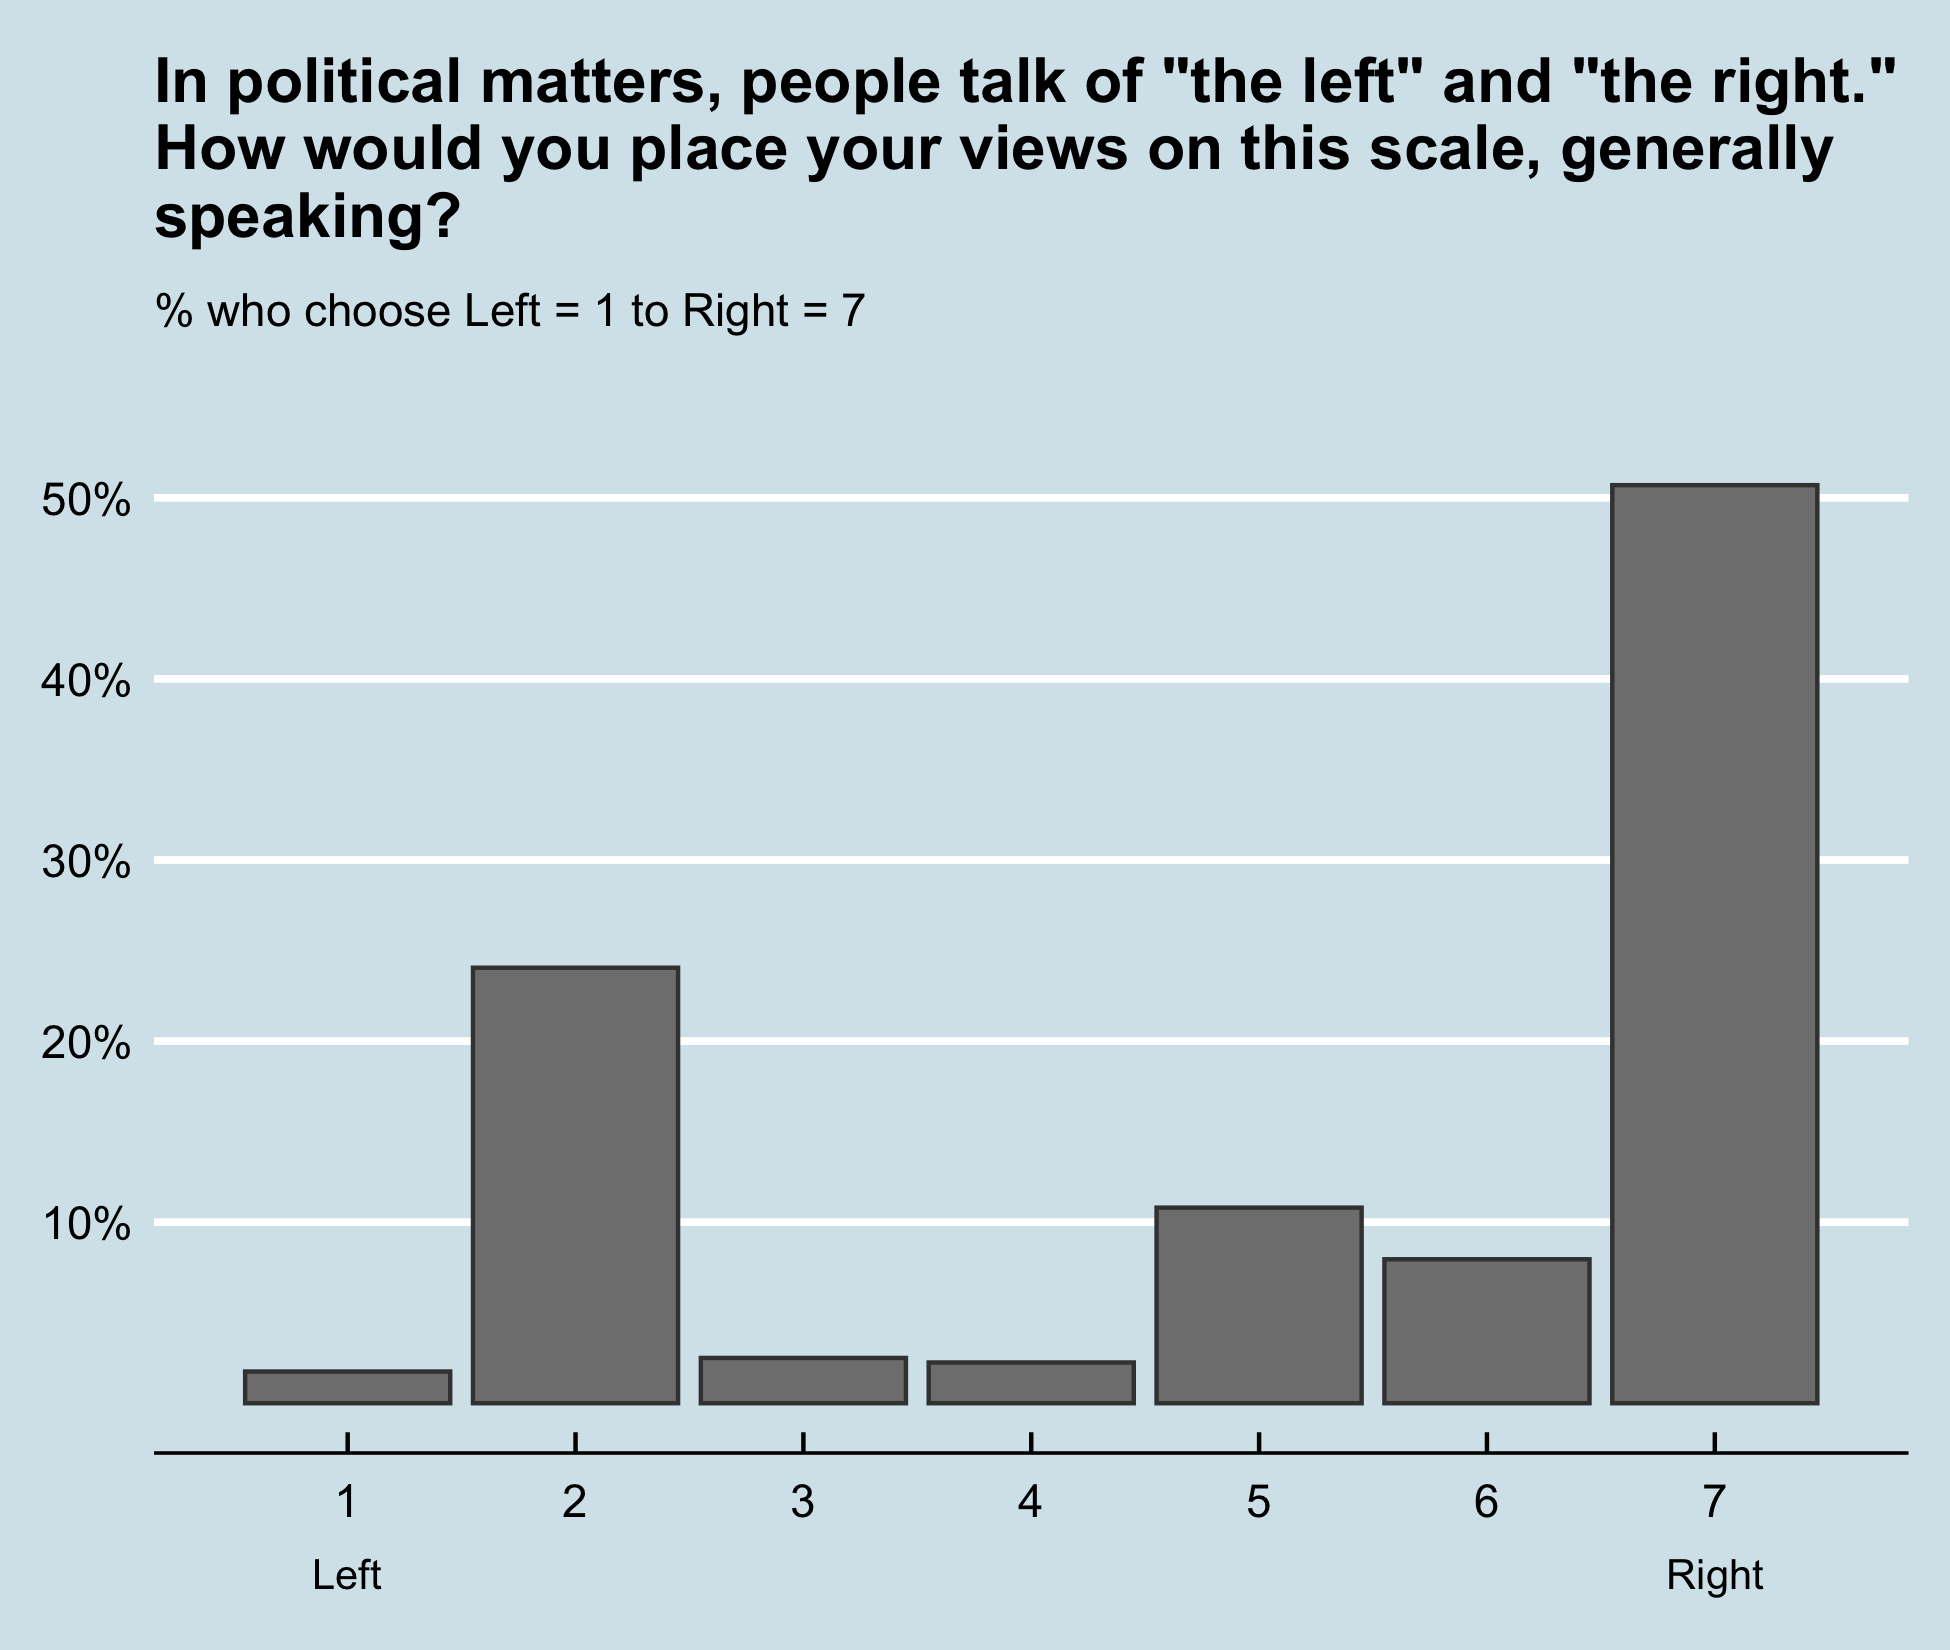 In political matters, people talk of "the left" and "the right."
How would you place your views on this scale, generally
speaking?
% who choose Left = 1 to Right = 7
50%
40%
30%
20%
10%
1 2 3 4 5 6 7
Left Right